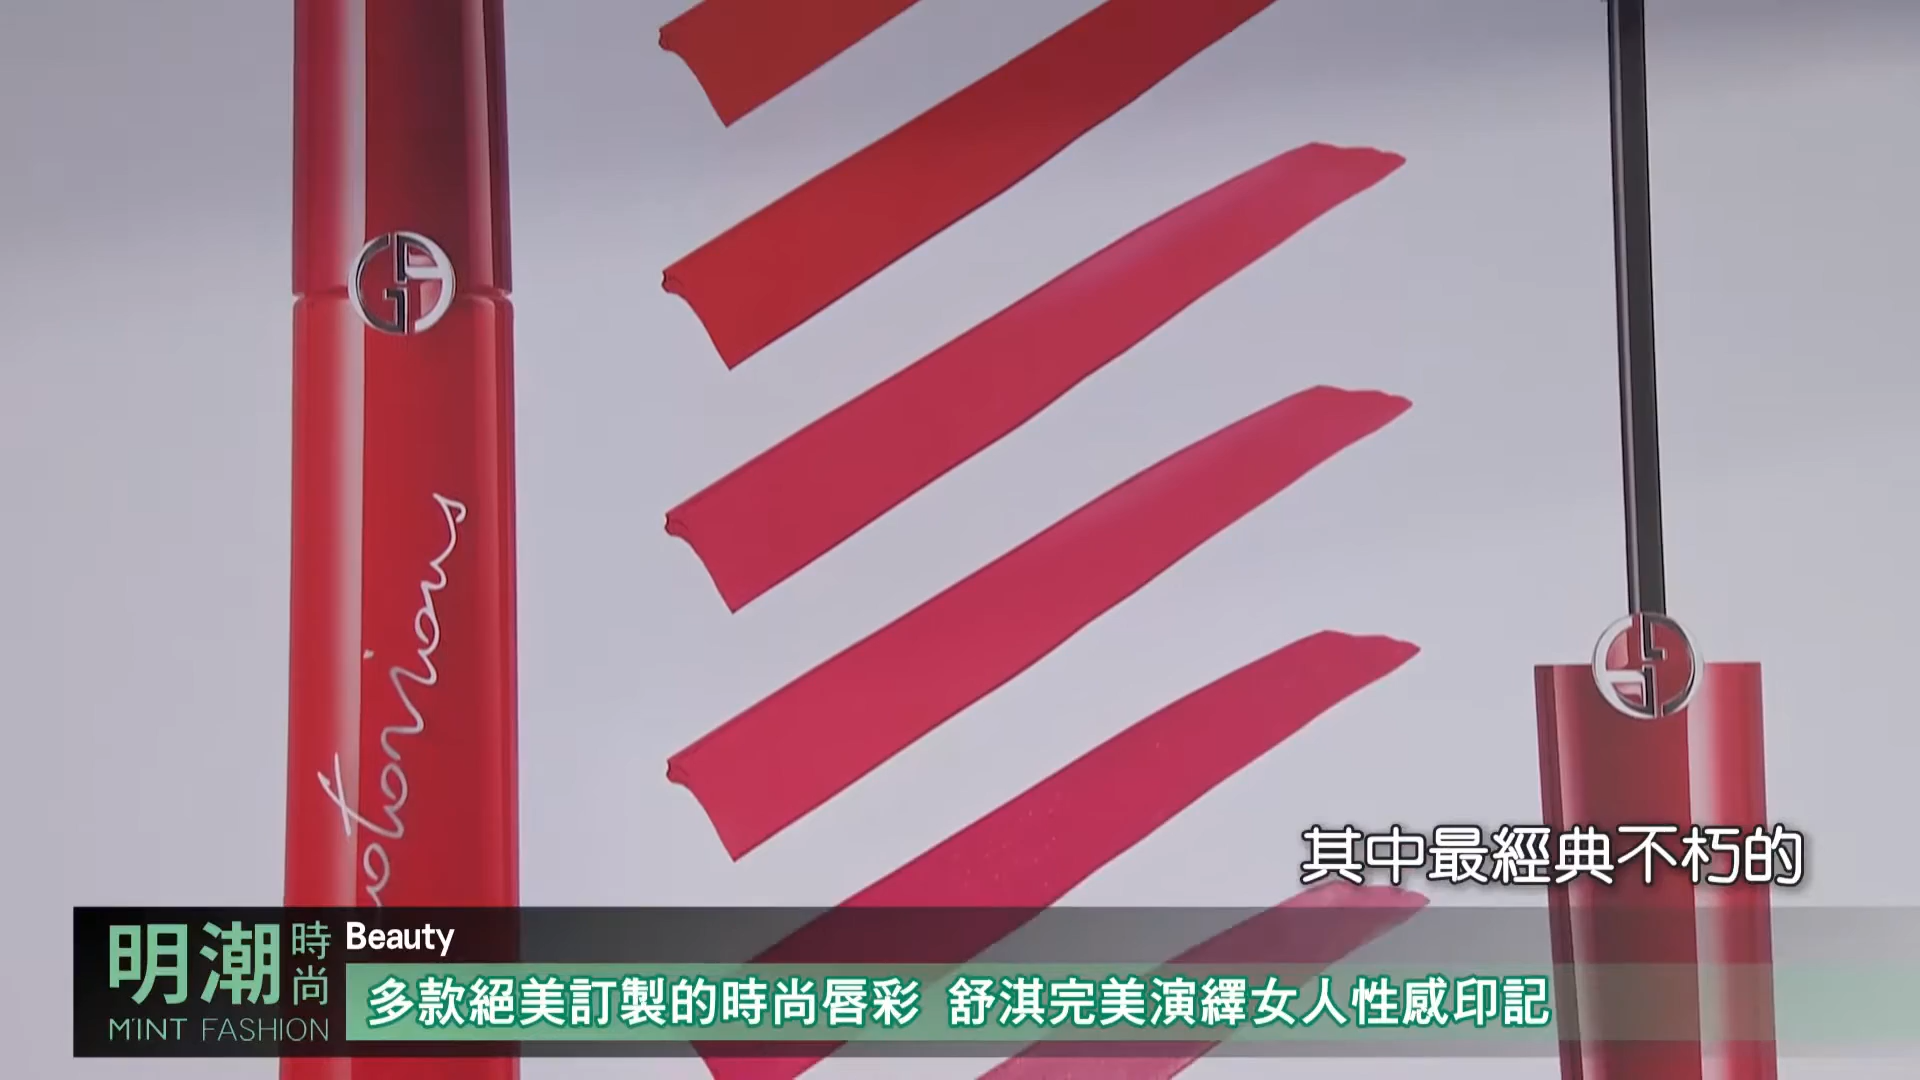 notorious
其中最經典不朽的
明潮時尚
M'INT FASHION
Beauty
多款絕美訂製的時尚唇彩 舒淇完美演繹女人性感印記